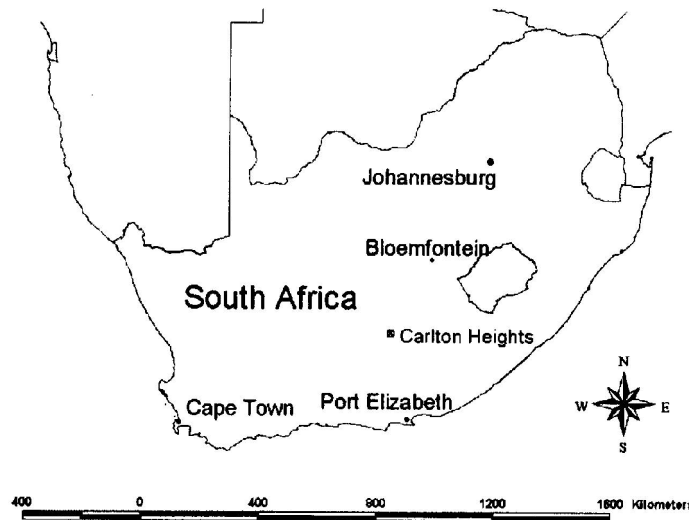 Johannesburg
Bloemfontein
South Africa
Carlton Heights
N
W E
S
Cape Town Port Elizabeth
400 0 400 800 1200 1600 Kilometers